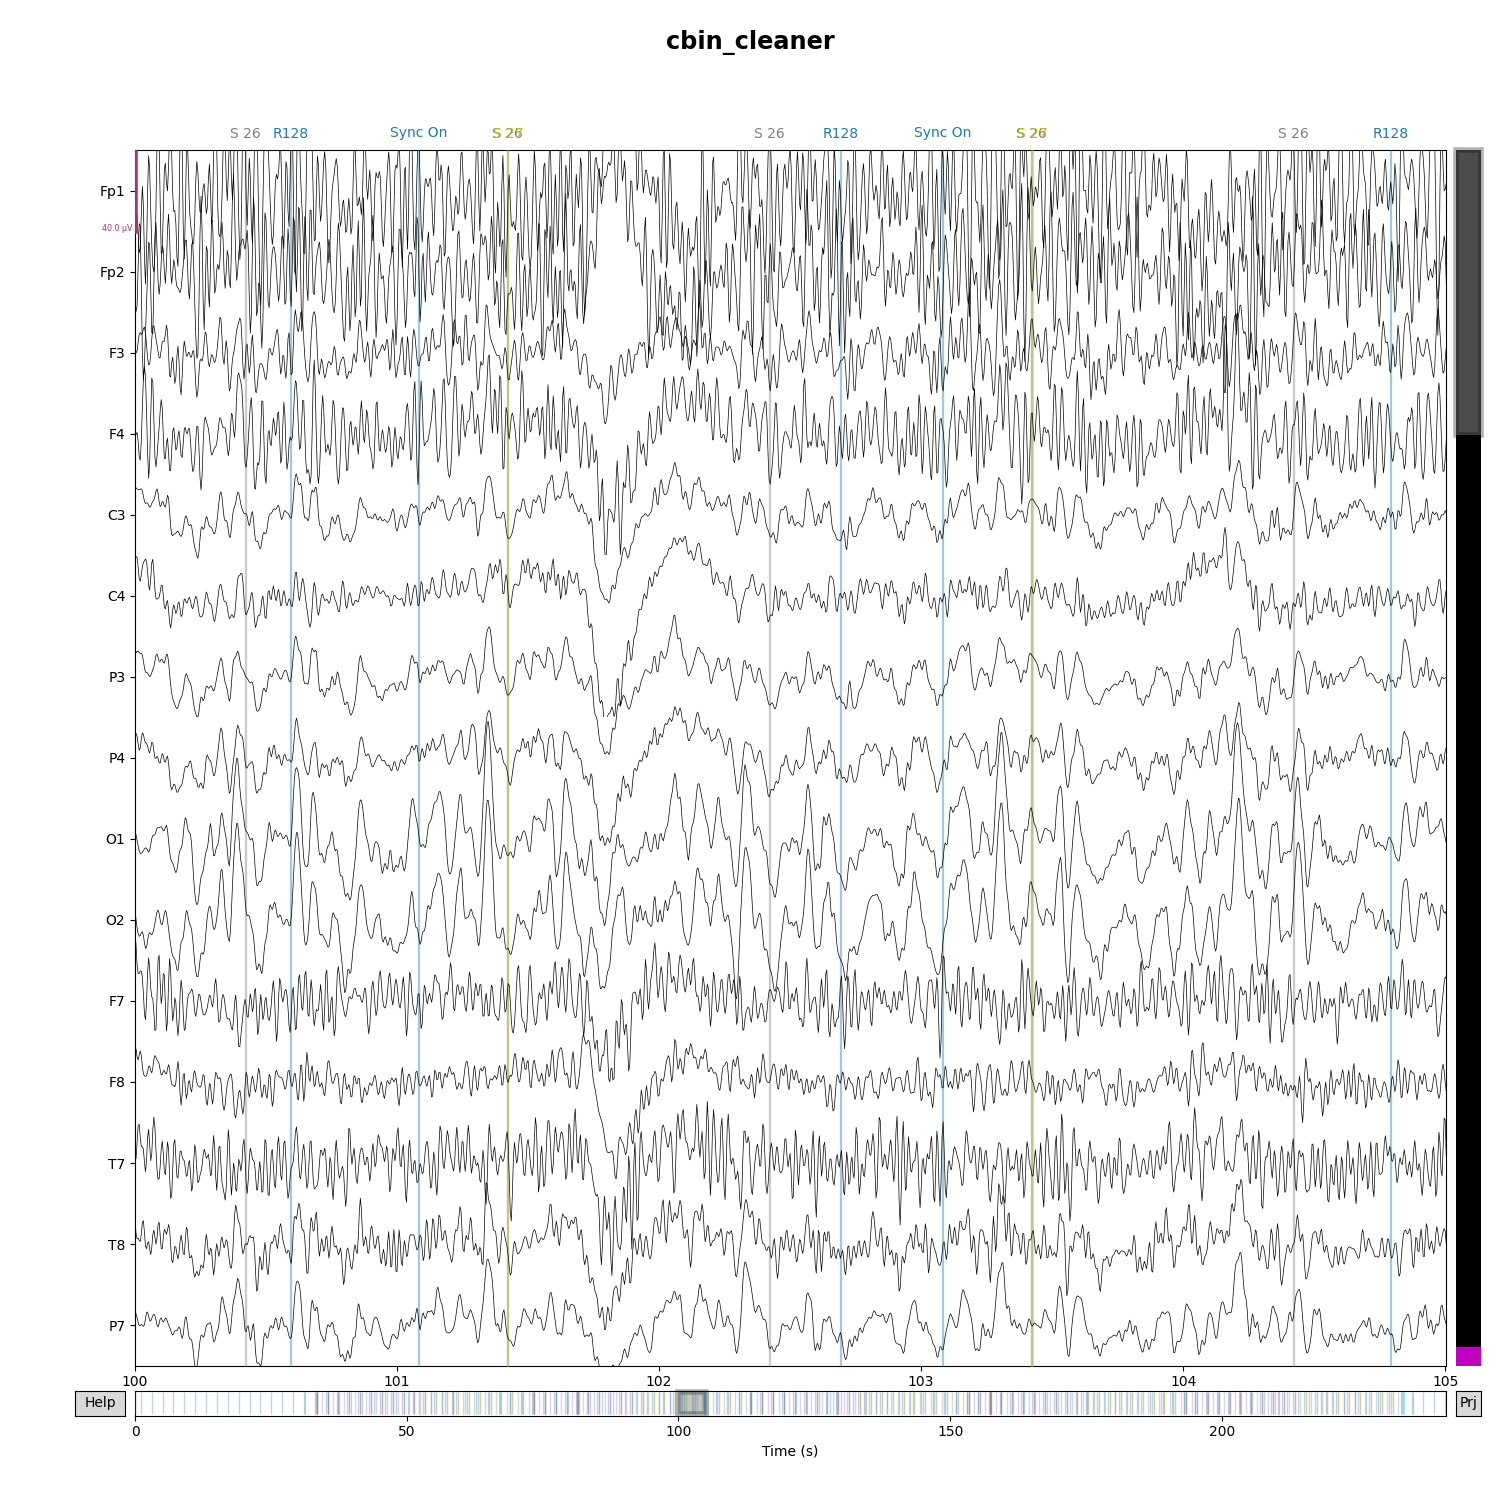 cbin_cleaner
S 26 R128 Sync On S 26 R128 Sync On S 26 R128
Fp1
40.0 µV
Fp2
F3
F4
C3
C4
P3
P4
O1
O2
F7
F8
T7
T8
P7
100 101 102 103 104 105
Help Prj
0 50 100 150 200
Time (s)